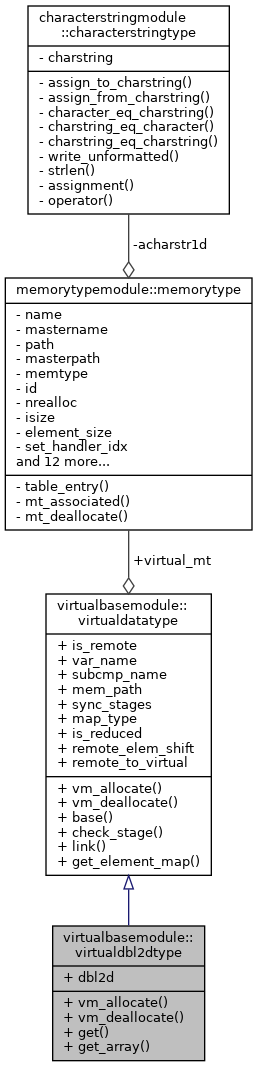 characterstringmodule
::characterstringtype
- charstring
- assign_to_charstring()
- assign_from_charstring()
- character_eq_charstring()
- charstring_eq_character()
- charstring_eq_charstring()
- write_unformatted()
- strlen()
- assignment()
- operator()
-acharstr1d
memorytypemodule::memorytype
- name
- mastername
- path
- masterpath
- memtype
- id
- nrealloc
- isize
- element_size
- set_handler_idx
and 12 more...
- table_entry()
- mt_associated()
- mt_deallocate()
+virtual_mt
virtualbasemodule::
virtualdatatype
+ is_remote
+ var_name
+ subcmp_name
+ mem_path
+ sync_stages
+ map_type
+ is_reduced
+ remote_elem_shift
+ remote_to_virtual
+ vm_allocate()
+ vm_deallocate()
+ base()
+ check_stage()
+ link()
+ get_element_map()
virtualbasemodule::
virtualdbl2dtype
+ dbl2d
+ vm_allocate()
+ vm_deallocate()
+ get()
+ get_array()